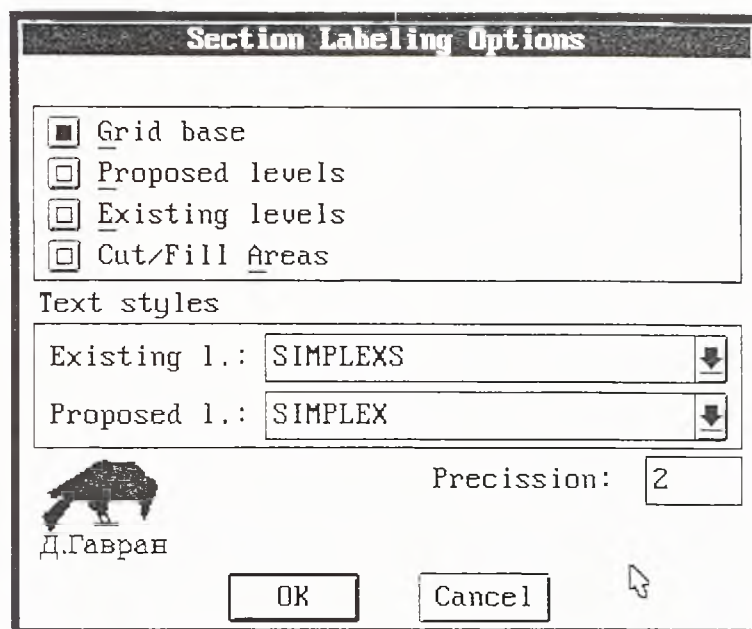 Section Labeling Options
Grid base
Proposed levels
Existing levels
Cut/Fill Areas
Text styles
Existing l.: SIMPLEXS
Proposed l.: SIMPLEX
Precission: 2
Д.Гавран
OK Cancel